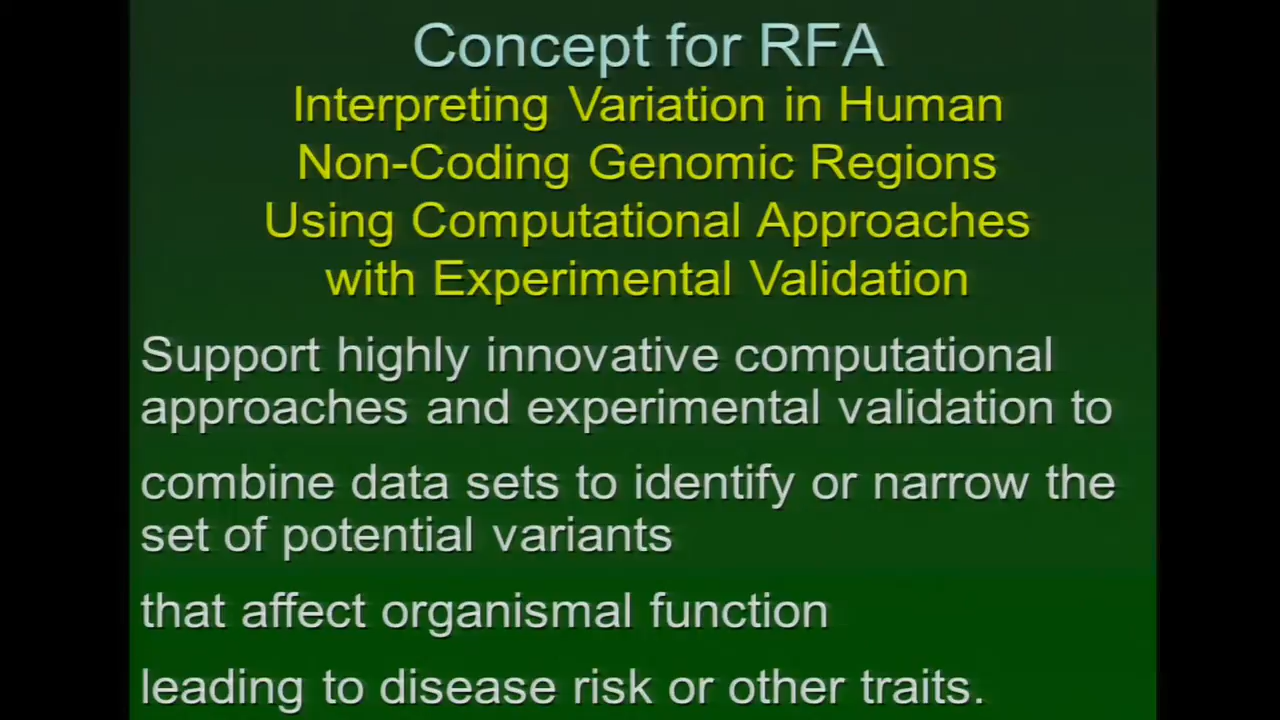 Concept for RFA
Interpreting Variation in Human
Non-Coding Genomic Regions
Using Computational Approaches
with Experimental Validation
Support highly innovative computational
approaches and experimental validation to
combine data sets to identify or narrow the
set of potential variants
that affect organismal function
leading to disease risk or other traits.